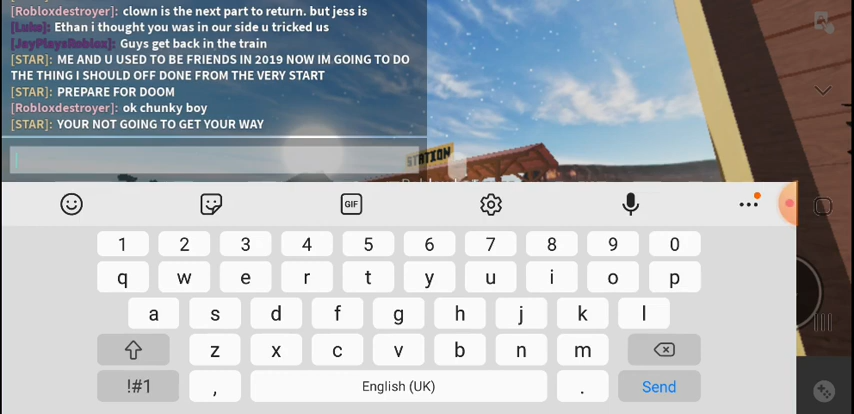 [Robloxdestroyer]: clown is the next part to return. but jess is
[Luke]: Ethan i thought you was in our side u tricked us
[JayPlaysRoblox]: Guys get back in the train
[STAR]: ME AND U USED TO BE FRIENDS IN 2019 NOW IM GOING TO DO
THE THING I SHOULD OFF DONE FROM THE VERY START
[STAR]: PREPARE FOR DOOM
[Robloxdestroyer]: ok chunky boy
[STAR]: YOUR NOT GOING TO GET YOUR WAY
STATION
GIF
1 2 3 4 5 6 7 8 9 0
q w e r t y u i o p
a s d f g h j k l
z x c v b n m
!#1 , English (UK) . Send